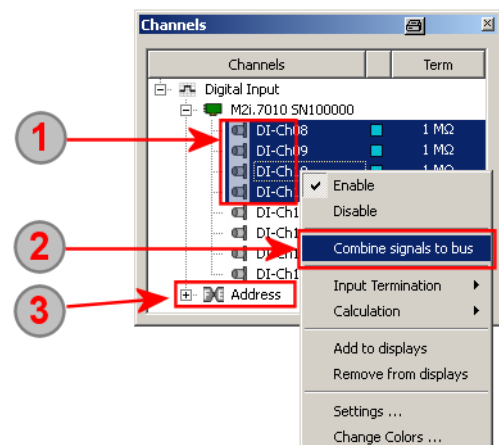 Channels
Channels Term
Digital Input
M2i.7010 SN100000
1
DI-Ch08 1 MΩ
DI-Ch09 1 MΩ
DI-Ch 1 MΩ
DI-Ch
Enable
DI-Ch1
Disable
DI-Ch1
2
Combine signals to bus
DI-Ch1
DI-Ch1
3
Address
Input Termination
Calculation
Add to displays
Remove from displays
Settings ...
Change Colors ...